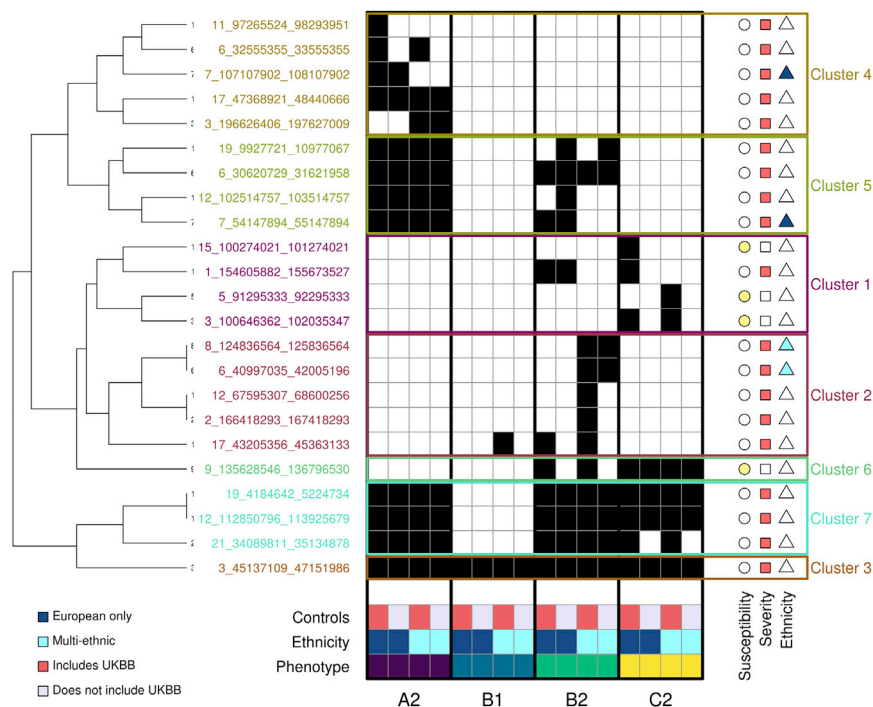 11_97265524_98293951
6_32555355_33555355
7_107107902_108107902
Cluster 4
17_47368921_48440666
3_196626406_197627009
19_9927721_10977067
6_30620729_31621958
Cluster 5
12_102514757_103514757
7_54147894_55147894
15_100274021_101274021
1_154605882_155673527
Cluster 1
5_91295333_92295333
3_100646362_102035347
8_124836564_125836564
6_40997035_42005196
Cluster 2
12_67595307_68600256
2_166418293_167418293
17_43205356_45363133
9_135628546_136796530
Cluster 6
19_4184642_5224734
12_112850796_113925679
Cluster 7
21_34089811_35134878
3_45137109_47151986
Cluster 3
Susceptibility
Severity
Ethnicity
European only
Multi-ethnic
Includes UKBB
Does not include UKBB
Controls
Ethnicity
Phenotype
A2 B1 B2 C2